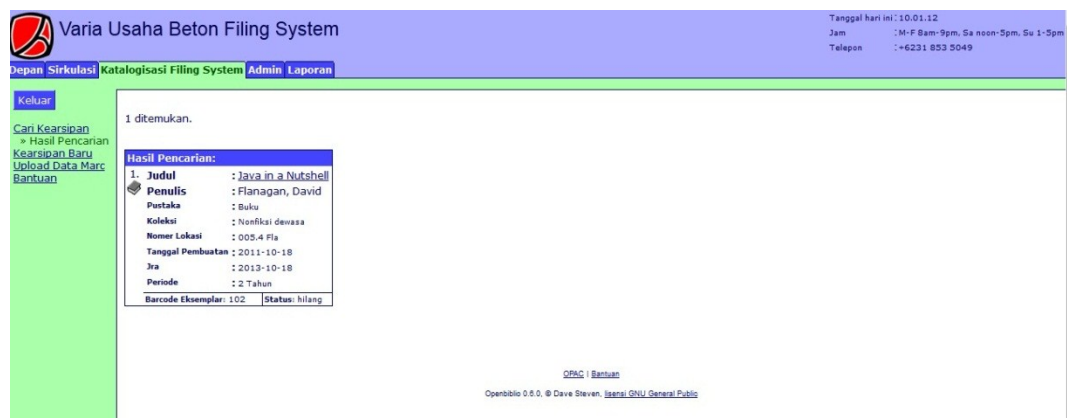 Varia Usaha Beton Filing System
Tanggal hari ini: 10.01.12
Jam : M-F 8am-9pm, Sa noon-5pm, Su 1-5pm
Telepon : +6231 853 5049
Depan Sirkulasi Katalogisasi Filing System Admin Laporan
Keluar
Cari Kearsipan
» Hasil Pencarian
Kearsipan Baru
Upload Data Marc
Bantuan
1 ditemukan.
Hasil Pencarian:
1. Judul : Java in a Nutshell
Penulis : Flanagan, David
Pustaka : Buku
Koleksi : Nonfiksi dewasa
Nomer Lokasi : 005.4 Fla
Tanggal Pembuatan : 2011-10-18
Jra : 2013-10-18
Periode : 2 Tahun
Barcode Eksemplar: 102 Status: hilang
OPAC | Bantuan
Openbiblio 0.6.0, © Dave Steven, lisensi GNU General Public